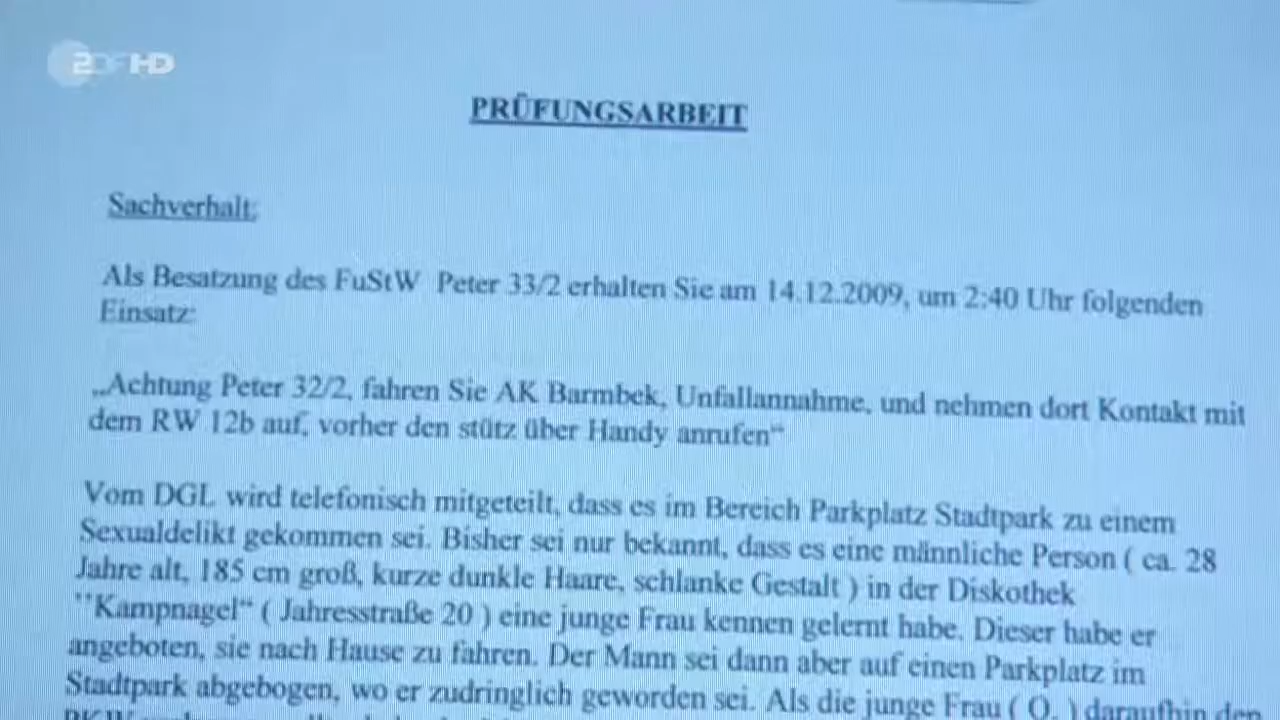 ZDF HD
PRÜFUNGSARBEIT
Sachverhalt:
Als Besatzung des FuStW Peter 33/2 erhalten Sie am 14.12.2009, um 2:40 Uhr folgenden
Einsatz:
„Achtung Peter 32/2, fahren Sie AK Barmbek, Unfallannahme, und nehmen dort Kontakt mit
dem RW 12b auf, vorher den stütz über Handy anrufen“
Vom DGL wird telefonisch mitgeteilt, dass es im Bereich Parkplatz Stadtpark zu einem
Sexualdelikt gekommen sei. Bisher sei nur bekannt, dass es eine männliche Person ( ca. 28
Jahre alt, 185 cm groß, kurze dunkle Haare, schlanke Gestalt ) in der Diskothek
''Kampnagel“ ( Jahresstraße 20 ) eine junge Frau kennen gelernt habe. Dieser habe er
angeboten, sie nach Hause zu fahren. Der Mann sei dann aber auf einen Parkplatz im
Stadtpark abgebogen, wo er zudringlich geworden sei. Als die junge Frau ( O. ) daraufhin den